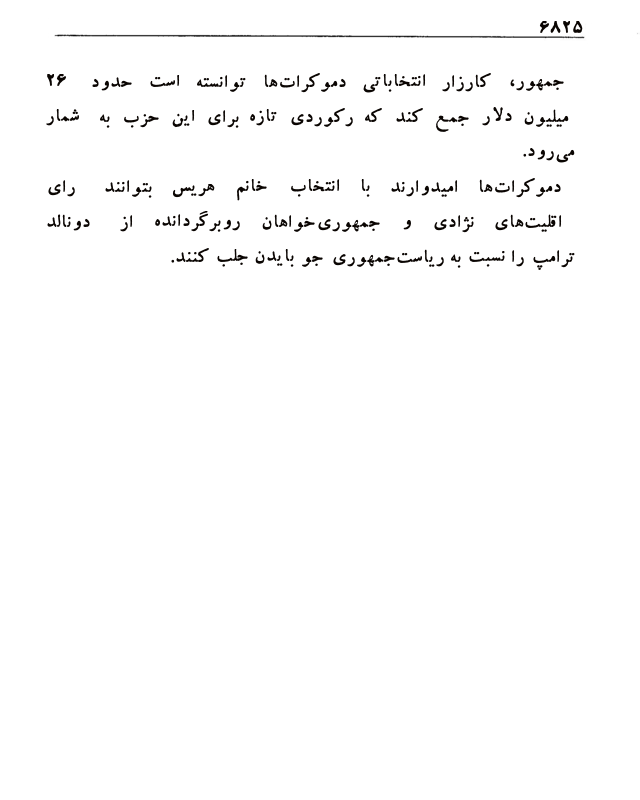 ۶۸۲۵
جمهور، کارزار انتخاباتی دموکرات‌ها توانسته است حدود ۲۶
میلیون دلار جمع کند که رکوردی تازه برای این حزب به شمار
می‌رود.
دموکرات‌ها امیدوارند با انتخاب خانم هریس بتوانند رای
اقلیت‌های نژادی و جمهوری‌خواهان روبرگردانده از دونالد
ترامپ را نسبت به ریاست‌جمهوری جو بایدن جلب کنند.